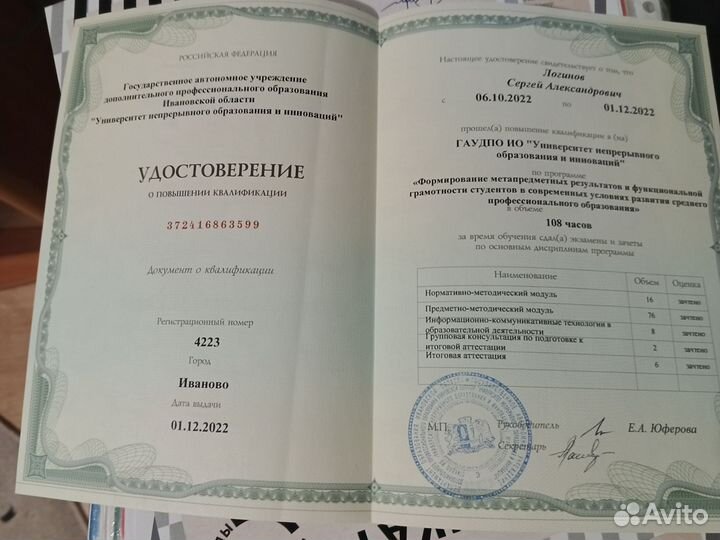 РОССИЙСКАЯ ФЕДЕРАЦИЯ
Государственное автономное учреждение
дополнительного профессионального образования
Ивановской области
"Университет непрерывного образования и инноваций"
УДОСТОВЕРЕНИЕ
О ПОВЫШЕНИИ КВАЛИФИКАЦИИ
372416863599
Документ о квалификации
Регистрационный номер
4223
Город
Иваново
Дата выдачи
01.12.2022
Настоящее удостоверение свидетельствует о том, что
Логинов
Сергей Александрович
с 06.10.2022 по 01.12.2022
прошел(а) повышение квалификации в (на)
ГАУДПО ИО "Университет непрерывного
образования и инноваций"
по программе
«Формирование метапредметных результатов и функциональной
грамотности студентов в современных условиях развития среднего
профессионального образования»
в объеме
108 часов
за время обучения сдал(а) экзамены и зачеты
по основным дисциплинам программы
Наименование Объем Оценка
Нормативно-методический модуль 16 зачтено
Предметно-методический модуль 76 зачтено
Информационно-коммуникативные технологии в
образовательной деятельности 8 зачтено
Групповая консультация по подготовке к
итоговой аттестации 2 зачтено
Итоговая аттестация 6 зачтено
М.П. Руководитель Е.А. Юферова
Секретарь
Avito